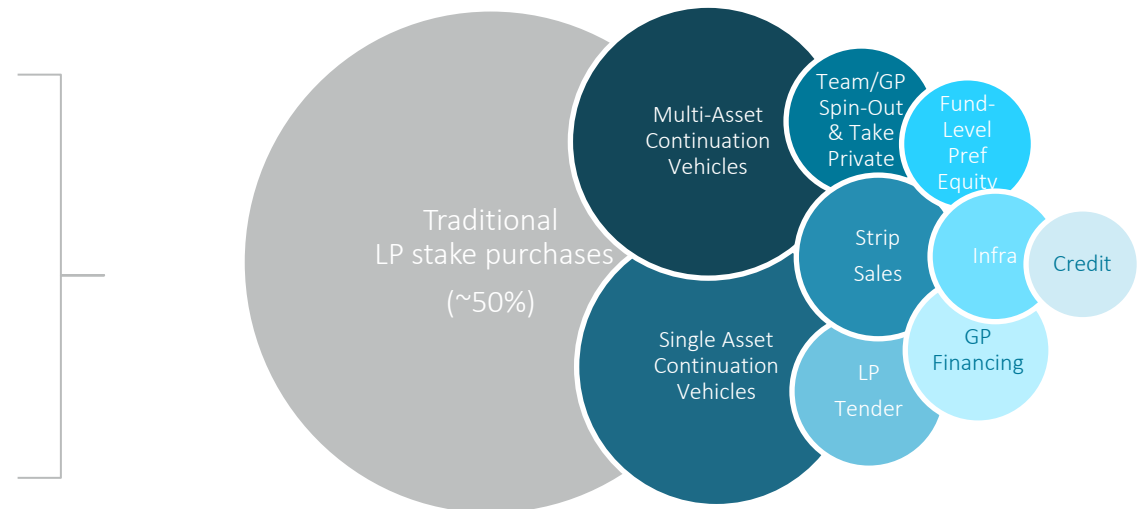 Traditional
LP stake purchases
(~50%)
Multi-Asset
Continuation
Vehicles
Single Asset
Continuation
Vehicles
Team/GP
Spin-Out
& Take
Private
Fund-
Level
Pref
Equity
Strip
Sales
Infra
Credit
LP
Tender
GP
Financing